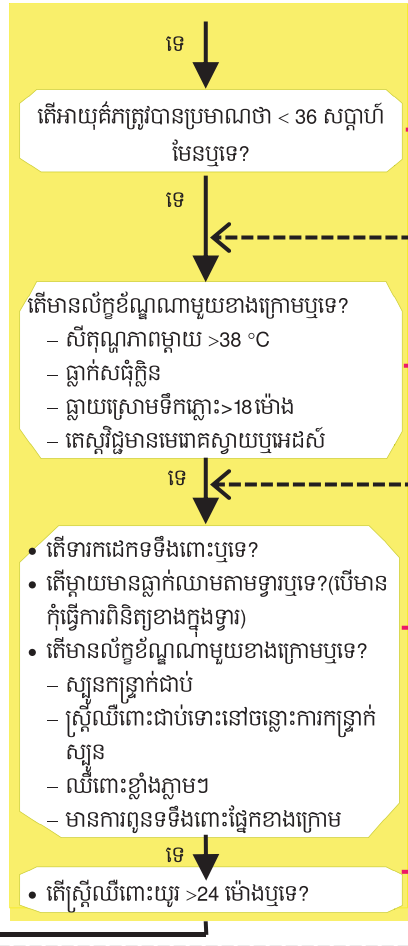 ទេ
តើអាយុគ៌ភត្រូវបានប្រមាណថា < 36 សប្តាហ៍
មែនឬទេ?
ទេ
តើមានល័ក្ខខ័ណ្ឌណាមួយខាងក្រោមឬទេ?
– សីតុណ្ហភាពម្តាយ >38 °C
– ធ្លាក់សធុំក្លិន
– ធ្លាយស្រោមទឹកភ្លោះ>18ម៉ោង
– តេស្តវិជ្ជមានមេរោគស្វាយឬអេដស៍
ទេ
• តើទារកដេកទទឹងពោះឬទេ?
• តើម្តាយមានធ្លាក់ឈាមតាមទ្វារឬទេ?(បើមាន
កុំធ្វើការពិនិត្យខាងក្នុងទ្វារ)
• តើមានល័ក្ខខ័ណ្ឌណាមួយខាងក្រោមឬទេ?
– ស្បូនកន្ត្រាក់ជាប់
– ស្ត្រីឈឺពោះជាប់ទោះនៅចន្លោះការកន្ត្រាក់
ស្បូន
– ឈឺពោះខ្លាំងភ្លាមៗ
– មានការពូនទទឹងពោះផ្នែកខាងក្រោម
ទេ
• តើស្ត្រីឈឺពោះយូរ >24 ម៉ោងឬទេ?